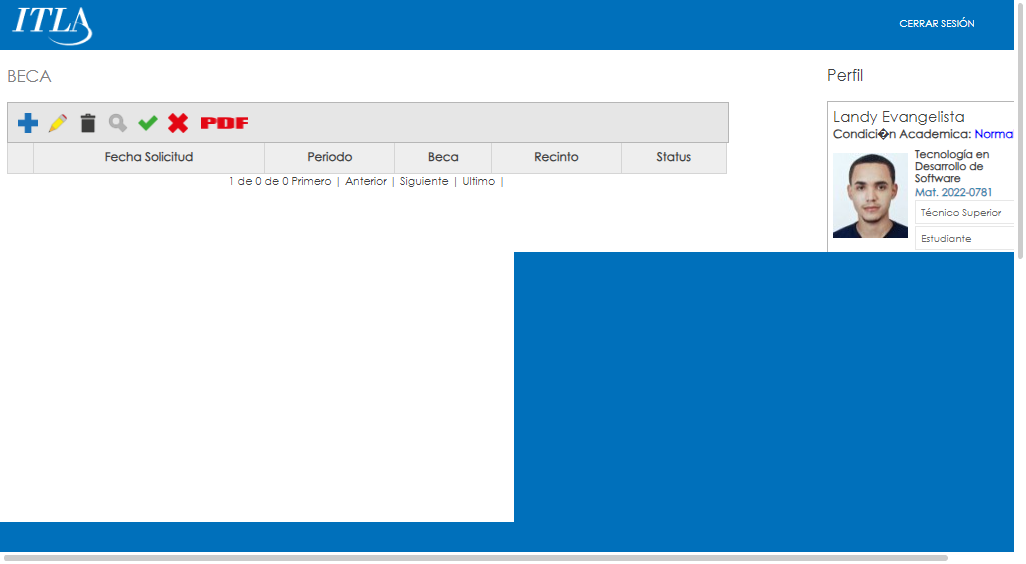 ITLA
CERRAR SESIÓN
BECA
PDF
Fecha Solicitud Periodo Beca Recinto Status
1 de 0 de 0 Primero | Anterior | Siguiente | Ultimo |
Perfil
Landy Evangelista
Condici�n Academica: Norma
Tecnología en
Desarrollo de
Software
Mat. 2022-0781
Técnico Superior
Estudiante